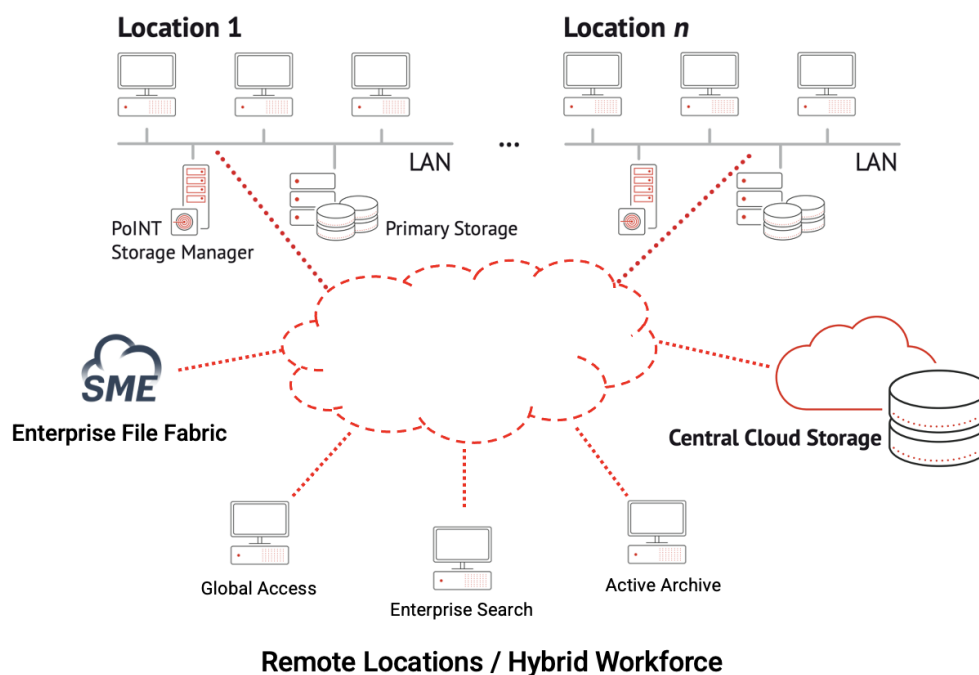 Location 1
Location n
...
LAN
LAN
PoINT
Storage Manager
Primary Storage
SME
Enterprise File Fabric
Central Cloud Storage
Global Access
Enterprise Search
Active Archive
Remote Locations / Hybrid Workforce